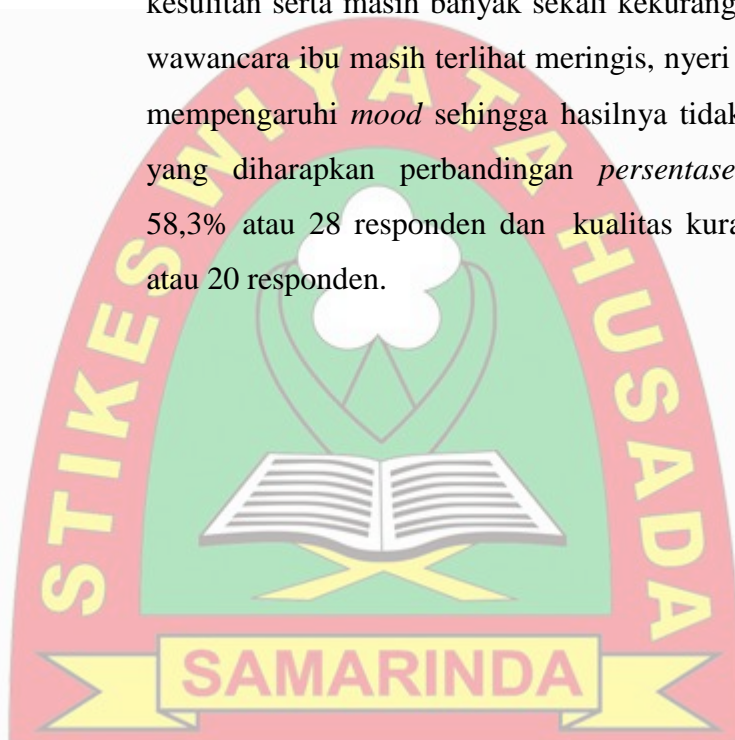 kesulitan serta masih banyak sekali kekurang
wawancara ibu masih terlihat meringis, nyeri
mempengaruhi mood sehingga hasilnya tidak
yang diharapkan perbandingan persentase
58,3% atau 28 responden dan kualitas kura
atau 20 responden.
STIKES WIYATA HUSADA
SAMARINDA